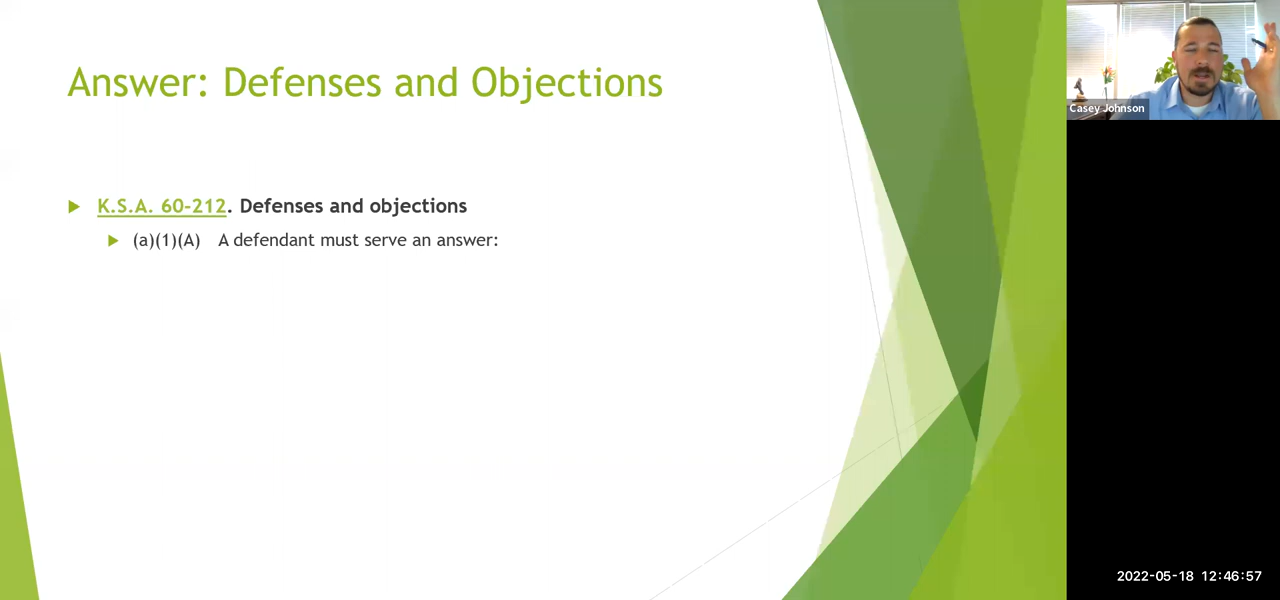 Answer: Defenses and Objections
K.S.A. 60-212. Defenses and objections
(a)(1)(A) A defendant must serve an answer:
Casey Johnson
2022-05-18 12:46:57